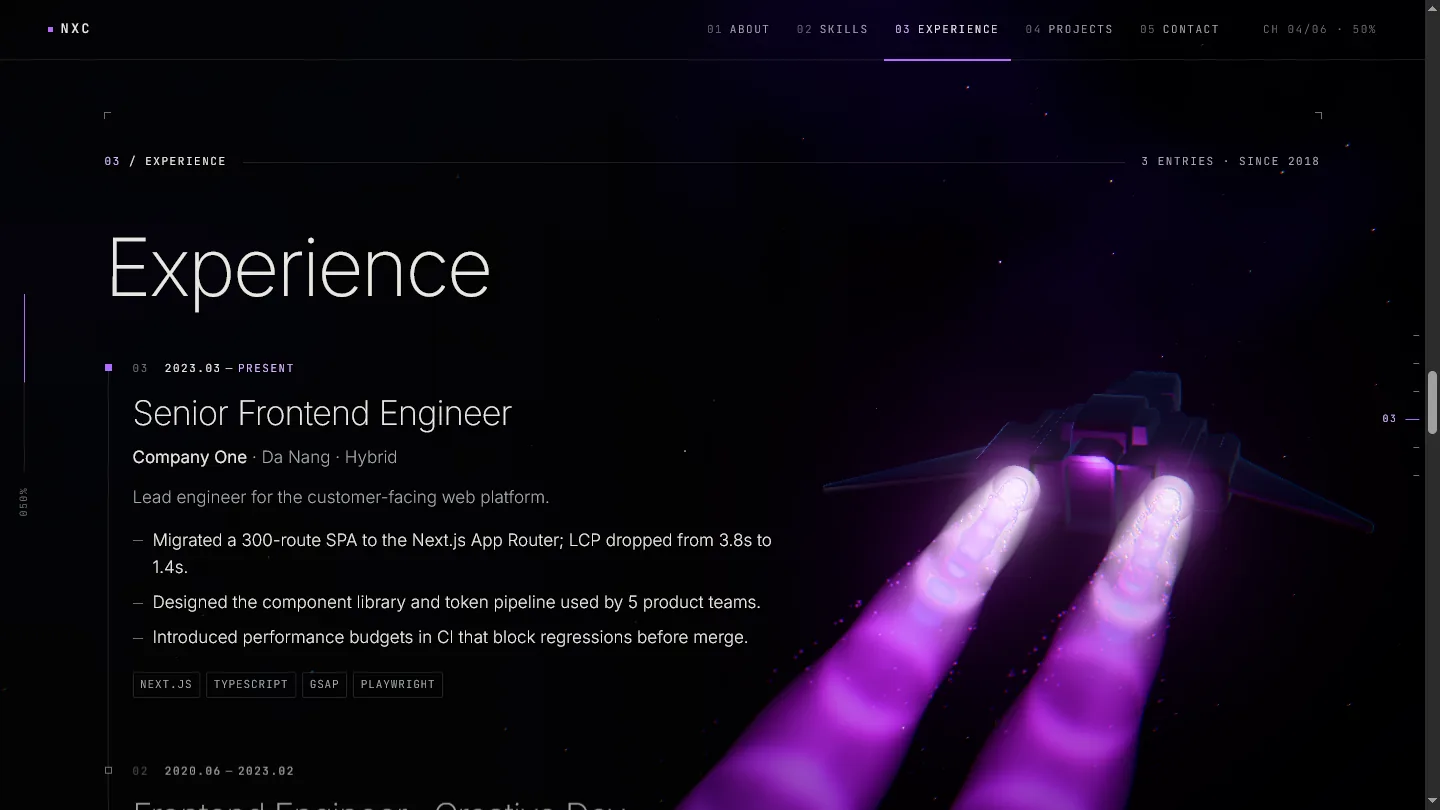 NXC
01 ABOUT
02 SKILLS
03 EXPERIENCE
04 PROJECTS
05 CONTACT
CH 04/06 · 50%
03 / EXPERIENCE
3 ENTRIES · SINCE 2018
Experience
03 2023.03 — PRESENT
Senior Frontend Engineer
Company One · Da Nang · Hybrid
Lead engineer for the customer-facing web platform.
— Migrated a 300-route SPA to the Next.js App Router; LCP dropped from 3.8s to
1.4s.
— Designed the component library and token pipeline used by 5 product teams.
— Introduced performance budgets in CI that block regressions before merge.
NEXT.JS
TYPESCRIPT
GSAP
PLAYWRIGHT
02 2020.06 — 2023.02
Frontend Engineer
050%
03